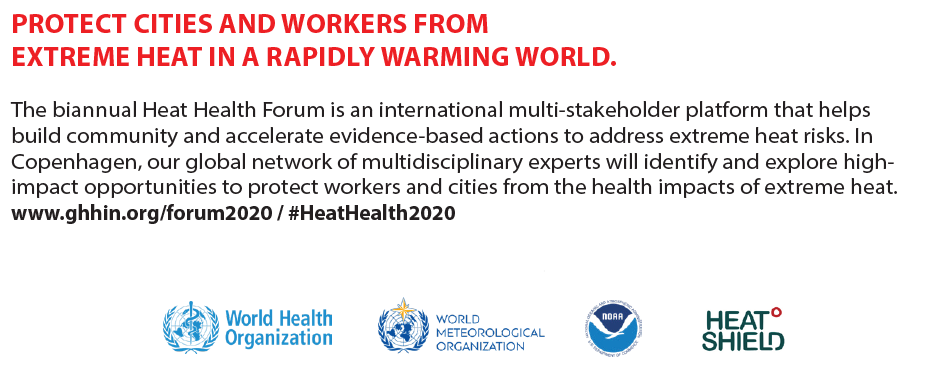 PROTECT CITIES AND WORKERS FROM
EXTREME HEAT IN A RAPIDLY WARMING WORLD.
The biannual Heat Health Forum is an international multi-stakeholder platform that helps
build community and accelerate evidence-based actions to address extreme heat risks. In
Copenhagen, our global network of multidisciplinary experts will identify and explore high-
impact opportunities to protect workers and cities from the health impacts of extreme heat.
www.ghhin.org/forum2020 / #HeatHealth2020
World Health
Organization
WORLD
METEOROLOGICAL
ORGANIZATION
NOAA
HEAT
SHIELD